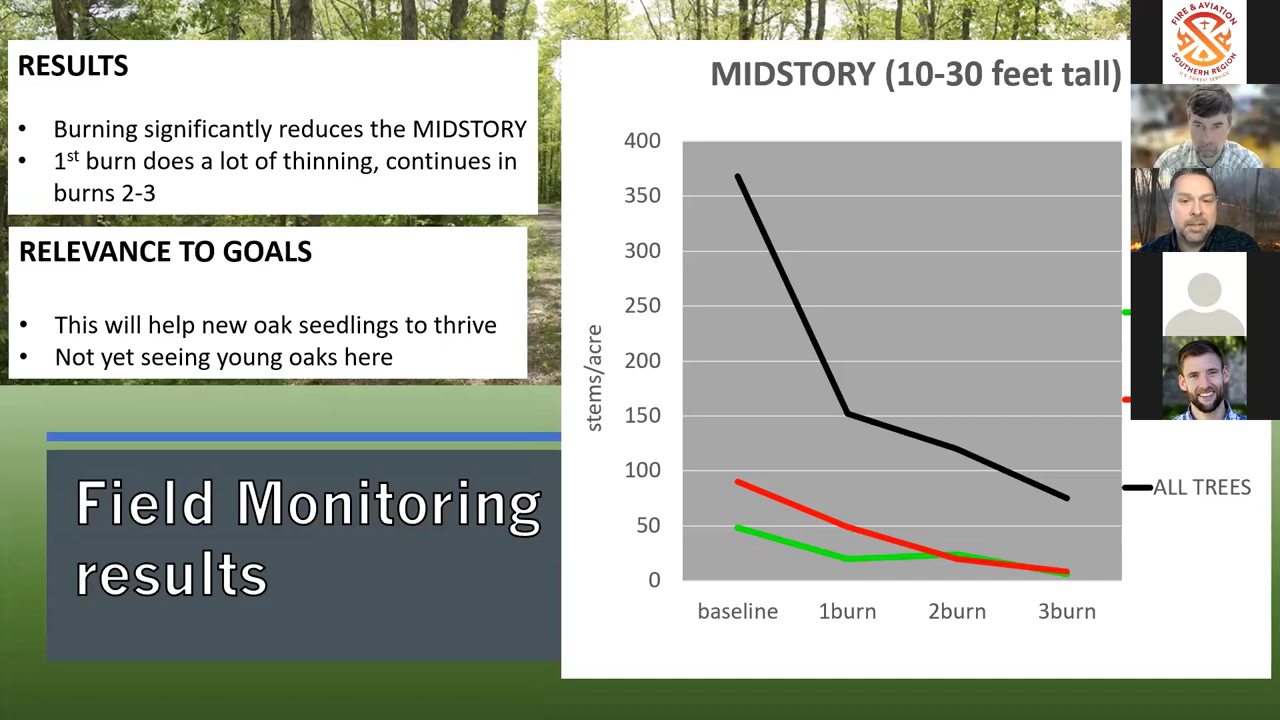 RESULTS
• Burning significantly reduces the MIDSTORY
• 1st burn does a lot of thinning, continues in
burns 2-3
RELEVANCE TO GOALS
• This will help new oak seedlings to thrive
• Not yet seeing young oaks here
Field Monitoring
results
MIDSTORY (10-30 feet tall)
400
350
300
250
200
150
100
50
0
stems/acre
baseline 1burn 2burn 3burn
ALL TREES
FIRE & AVIATION
SOUTHERN REGION
U.S. FOREST SERVICE